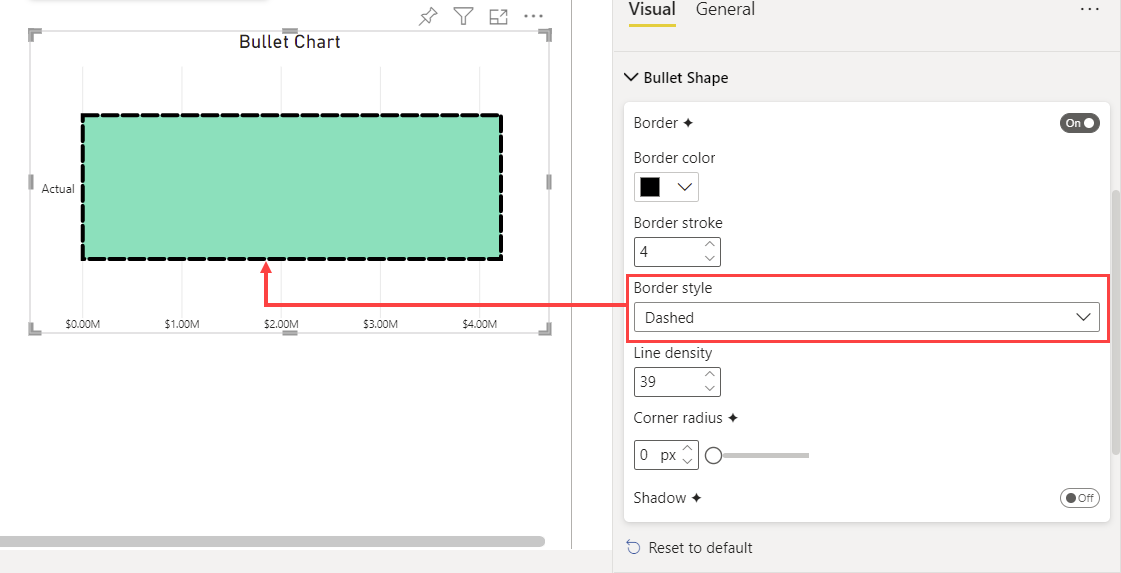 Bullet Chart
Actual
$0.00M $1.00M $2.00M $3.00M $4.00M
Visual General
Bullet Shape
Border On
Border color
Border stroke
4
Border style
Dashed
Line density
39
Corner radius
0 px
Shadow Off
Reset to default